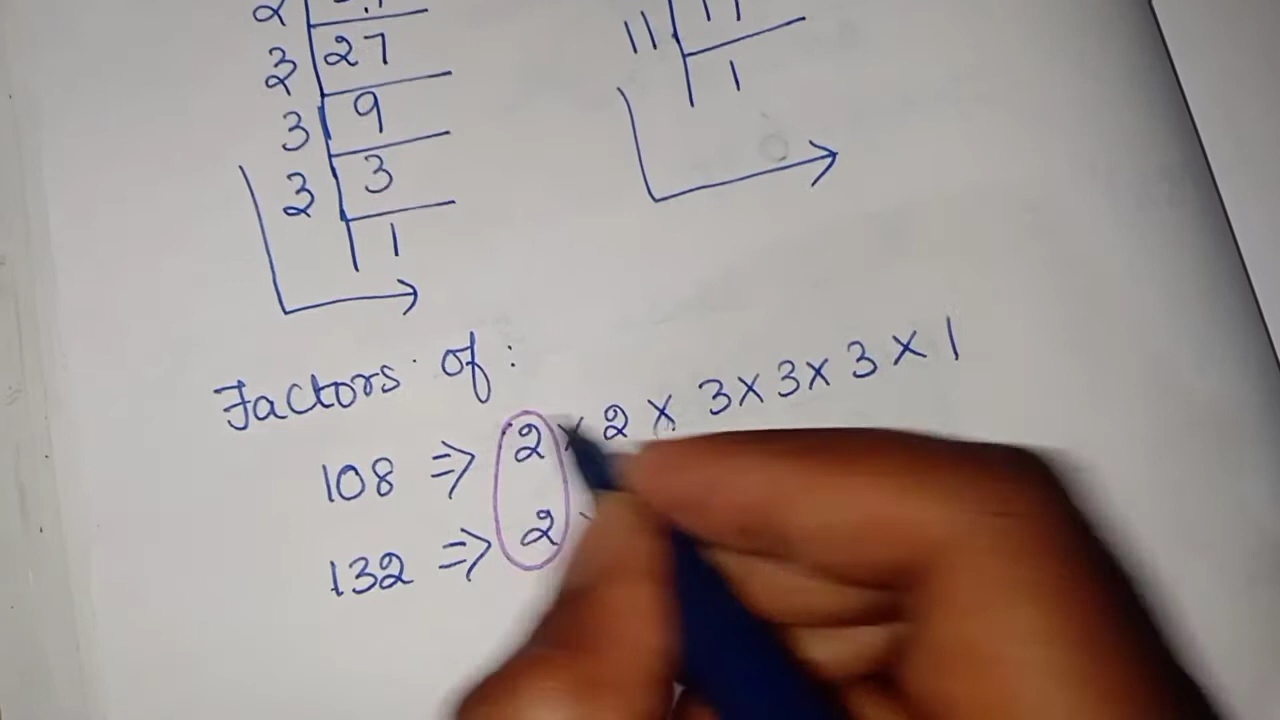 2
3 27
3 9
3 3
1
11
1
Factors of :
108 ⇒ 2 × 2 × 3 × 3 × 3 × 1
132 ⇒ 2